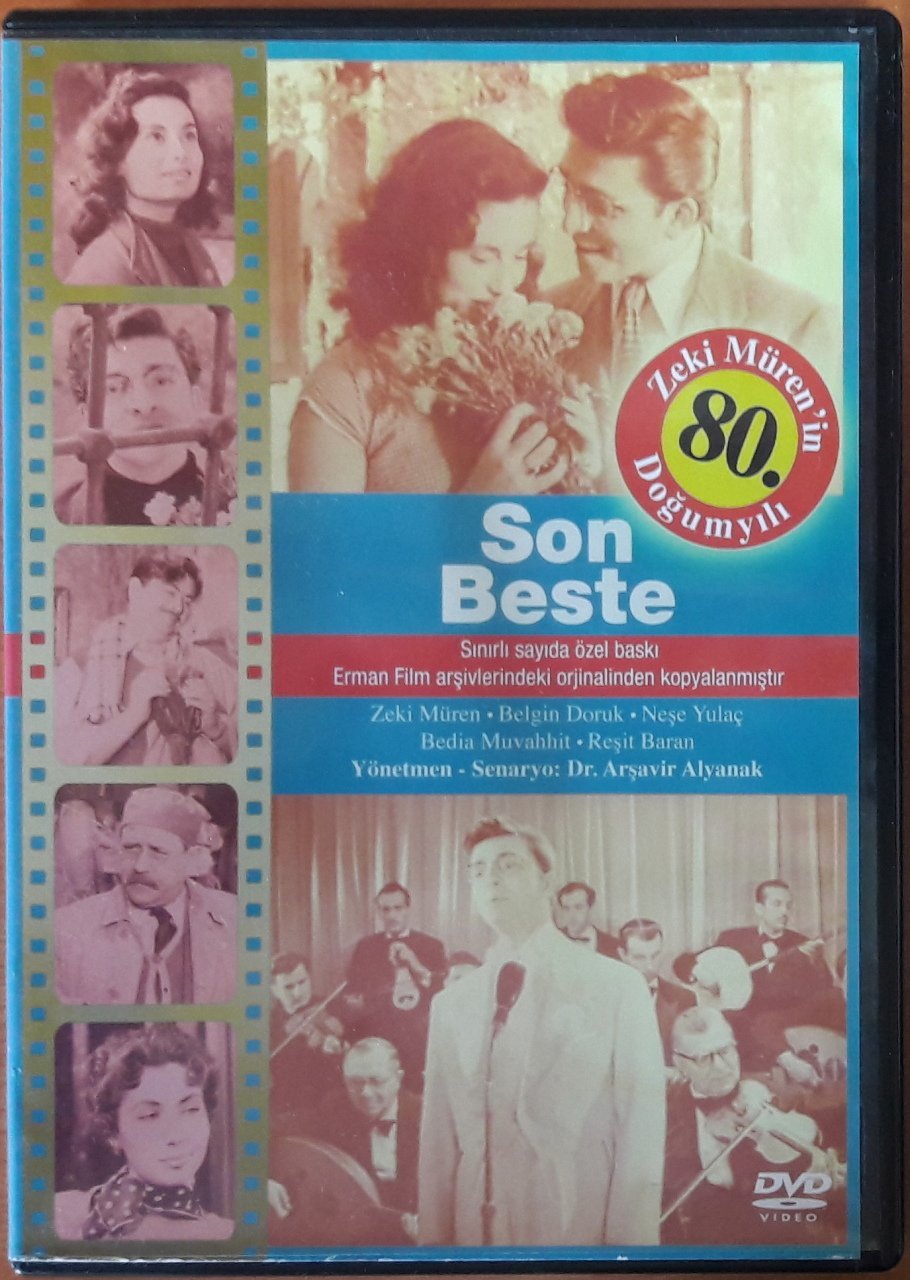 Zeki Müren'in
80.
Doğumyılı
Son
Beste
Sınırlı sayıda özel baskı
Erman Film arşivlerindeki orjinalinden kopyalanmıştır
Zeki Müren • Belgin Doruk • Neşe Yulaç
Bedia Muvahhit • Reşit Baran
Yönetmen - Senaryo: Dr. Arşavir Alyanak
DVD
VIDEO